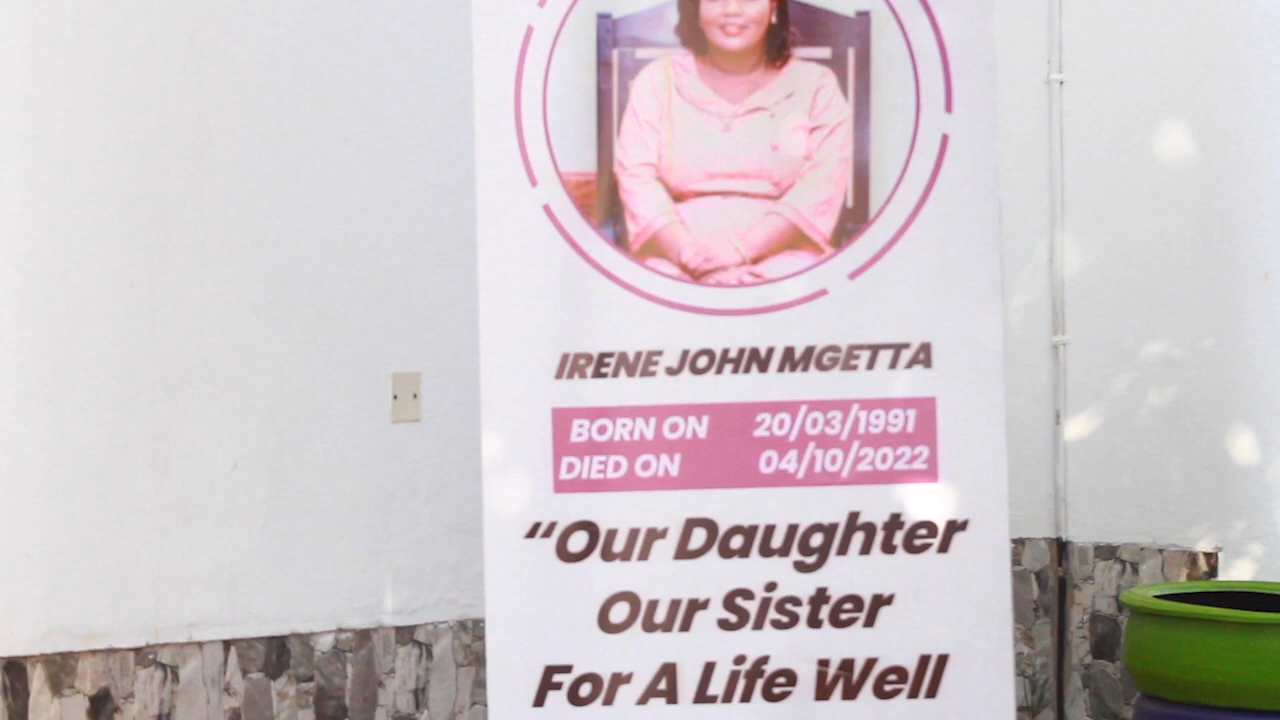 IRENE JOHN MGETTA
BORN ON 20/03/1991
DIED ON 04/10/2022
“Our Daughter
Our Sister
For A Life Well